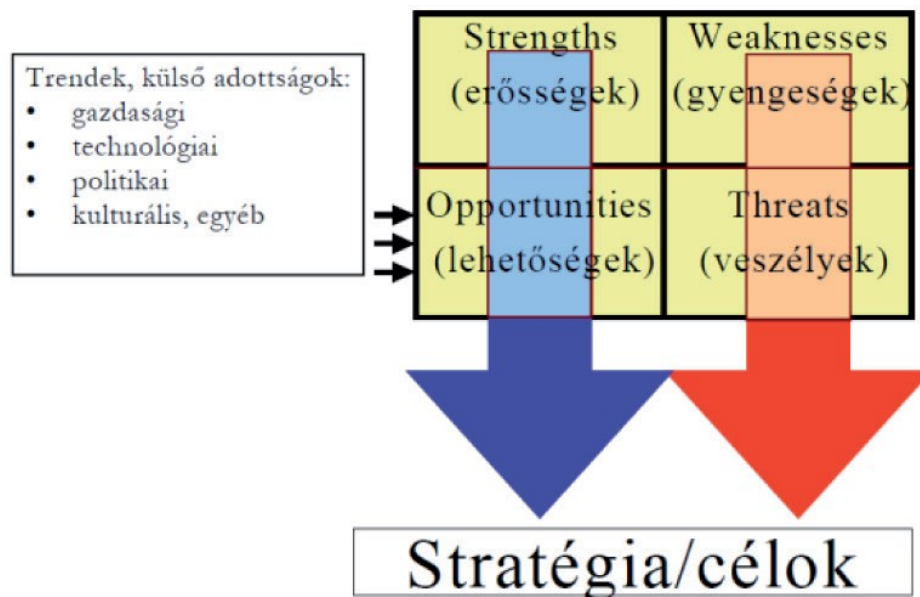 Trendek, külső adottságok:
• gazdasági
• technológiai
• politikai
• kulturális, egyéb
Strengths
(erősségek)
Weaknesses
(gyengeségek)
Opportunities
(lehetőségek)
Threats
(veszélyek)
Stratégia/célok